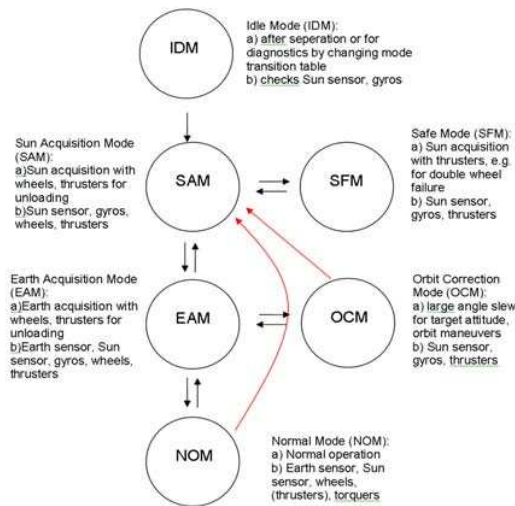 IDM
Idle Mode (IDM):
a) after seperation or for
diagnostics by changing mode
transition table
b) checks Sun sensor, gyros
Sun Acquisition Mode
(SAM):
a)Sun acquisition with
wheels, thrusters for
unloading
b)Sun sensor, gyros,
wheels, thrusters
SAM
SFM
Safe Mode (SFM):
a) Sun acquisition
with thrusters, e.g.
for double wheel
failure
b) Sun sensor,
gyros, thrusters
Earth Acquisition Mode
(EAM):
a)Earth acquisition with
wheels, thrusters for
unloading
b)Earth sensor, Sun
sensor, gyros, wheels,
thrusters
EAM
OCM
Orbit Correction
Mode (OCM):
a) large angle slew
for target attitude,
orbit maneuvers
b) Sun sensor,
gyro, thrusters
NOM
Normal Mode (NOM):
a) Normal operation
b) Earth sensor, Sun
sensor, wheels,
(thrusters), torquers